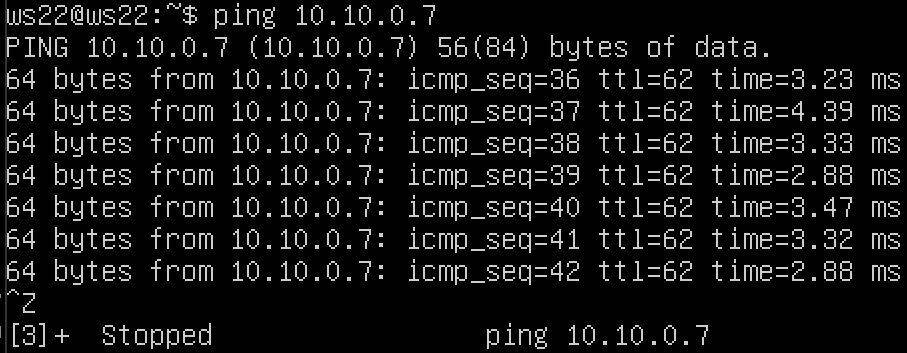 ws22@ws22:~$ ping 10.10.0.7
PING 10.10.0.7 (10.10.0.7) 56(84) bytes of data.
64 bytes from 10.10.0.7: icmp_seq=36 ttl=62 time=3.23 ms
64 bytes from 10.10.0.7: icmp_seq=37 ttl=62 time=4.39 ms
64 bytes from 10.10.0.7: icmp_seq=38 ttl=62 time=3.33 ms
64 bytes from 10.10.0.7: icmp_seq=39 ttl=62 time=2.88 ms
64 bytes from 10.10.0.7: icmp_seq=40 ttl=62 time=3.47 ms
64 bytes from 10.10.0.7: icmp_seq=41 ttl=62 time=3.32 ms
64 bytes from 10.10.0.7: icmp_seq=42 ttl=62 time=2.88 ms
^Z
[3]+  Stopped                 ping 10.10.0.7